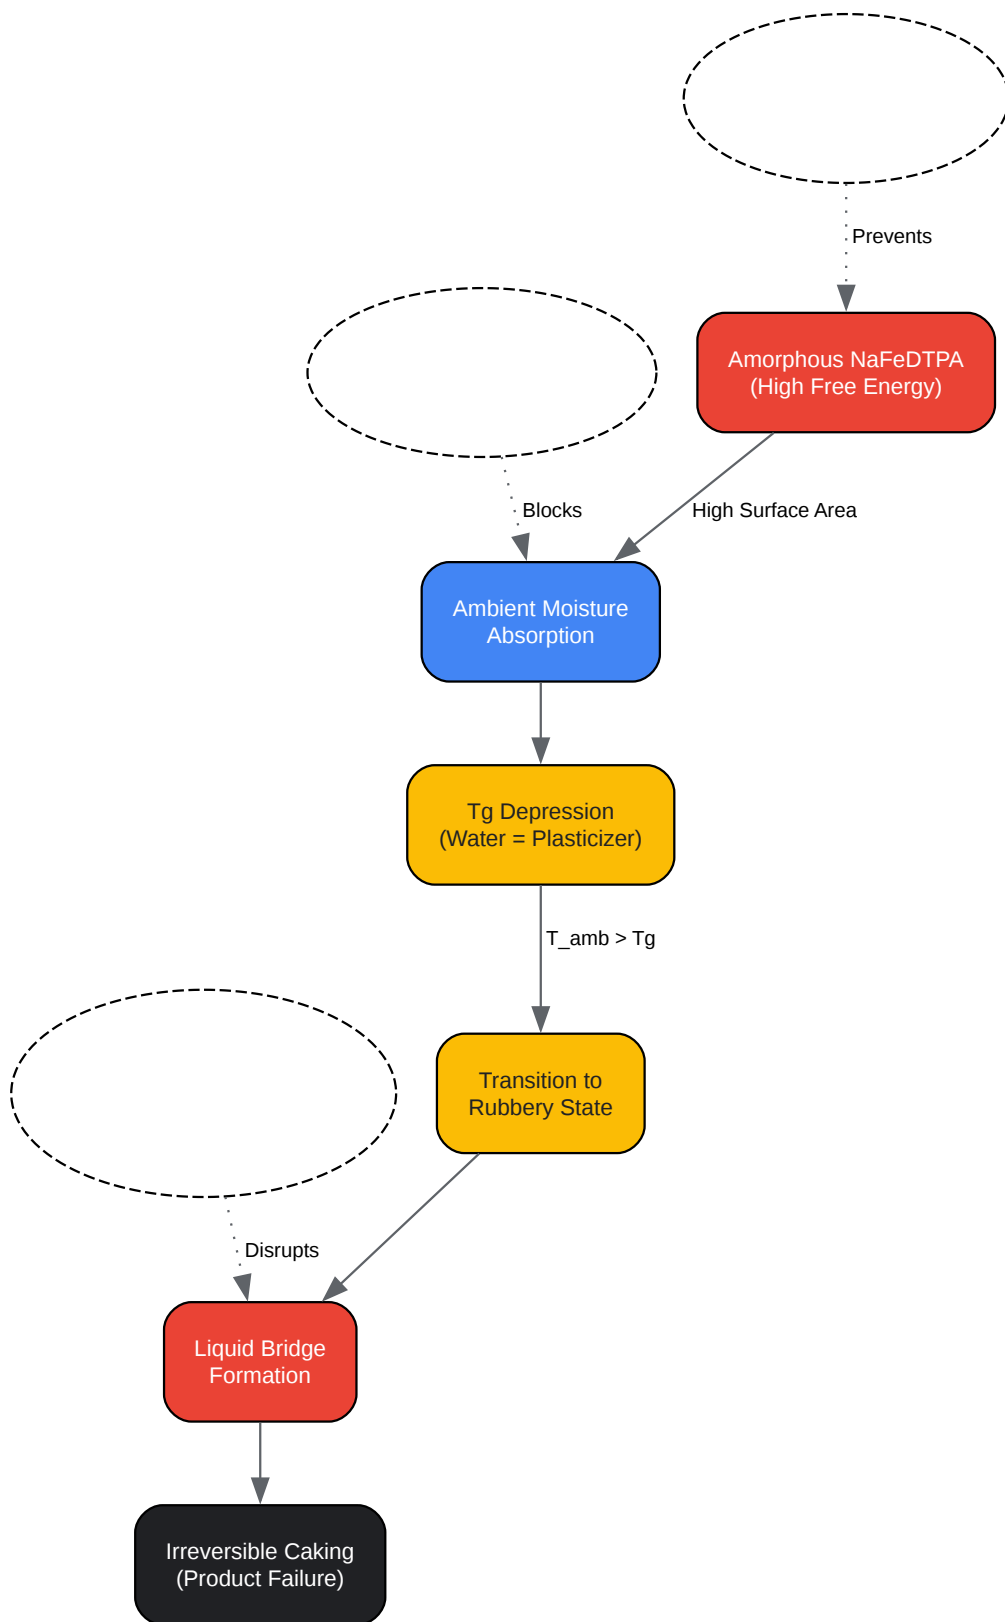 Prevents
Amorphous NaFeDTPA
(High Free Energy)
Blocks
High Surface Area
Ambient Moisture
Absorption
Tg Depression
(Water = Plasticizer)
T_amb > Tg
Transition to
Rubbery State
Disrupts
Liquid Bridge
Formation
Irreversible Caking
(Product Failure)